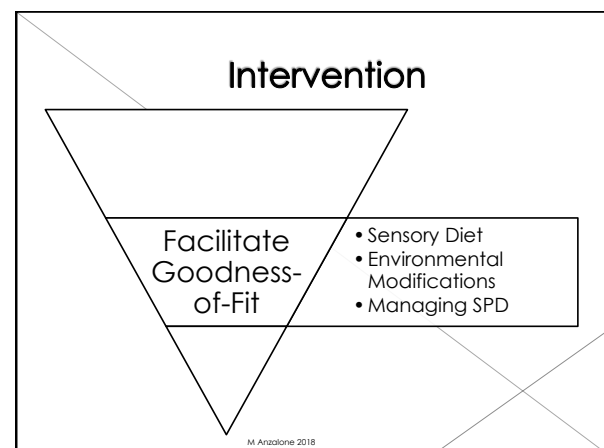 Intervention
Facilitate
Goodness-
of-Fit
• Sensory Diet
• Environmental
Modifications
• Managing SPD
M Anzalone 2018